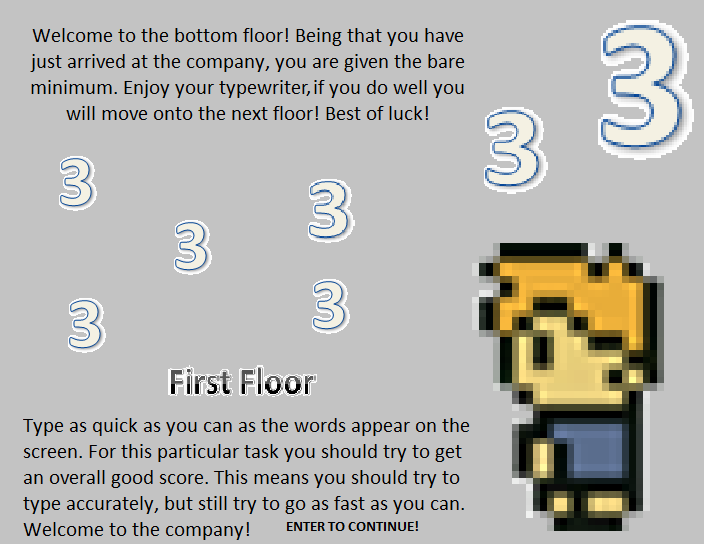 Welcome to the bottom floor! Being that you have
just arrived at the company, you are given the bare
minimum. Enjoy your typewriter,if you do well you
will move onto the next floor! Best of luck!
3
3
3
3
3
3
3
First Floor
Type as quick as you can as the words appear on the
screen. For this particular task you should try to get
an overall good score. This means you should try to
type accurately, but still try to go as fast as you can.
Welcome to the company!
ENTER TO CONTINUE!